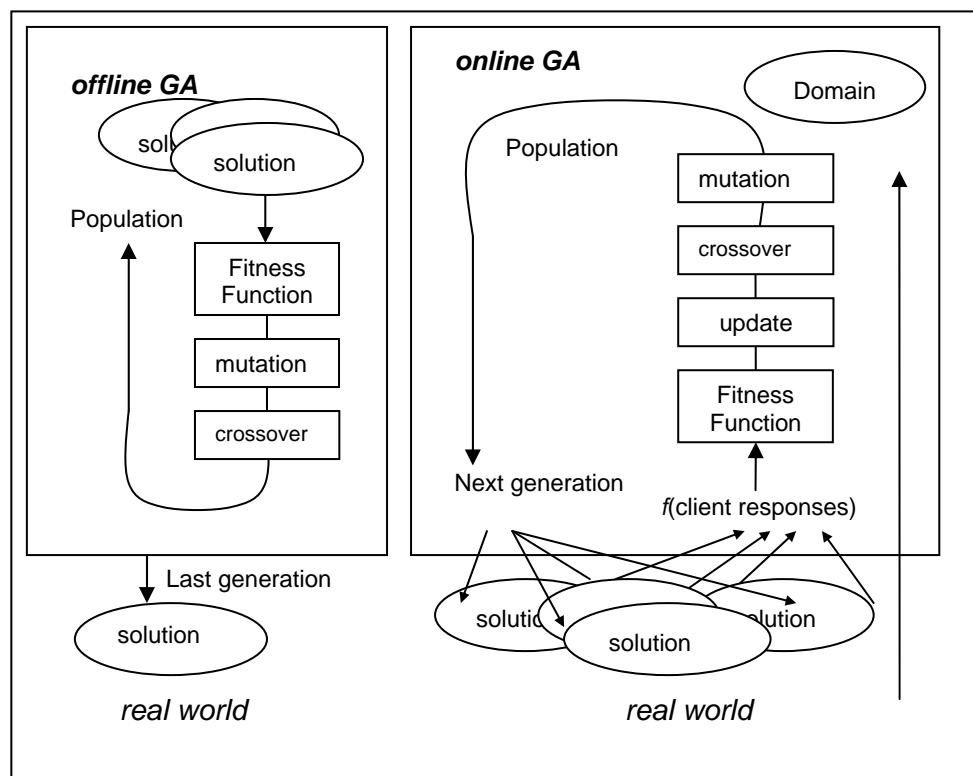 offline GA
solution
Population
Fitness
Function
mutation
crossover
Last generation
solution
real world
online GA
Domain
Population
mutation
crossover
update
Fitness
Function
Next generation
f(client responses)
solution
real world